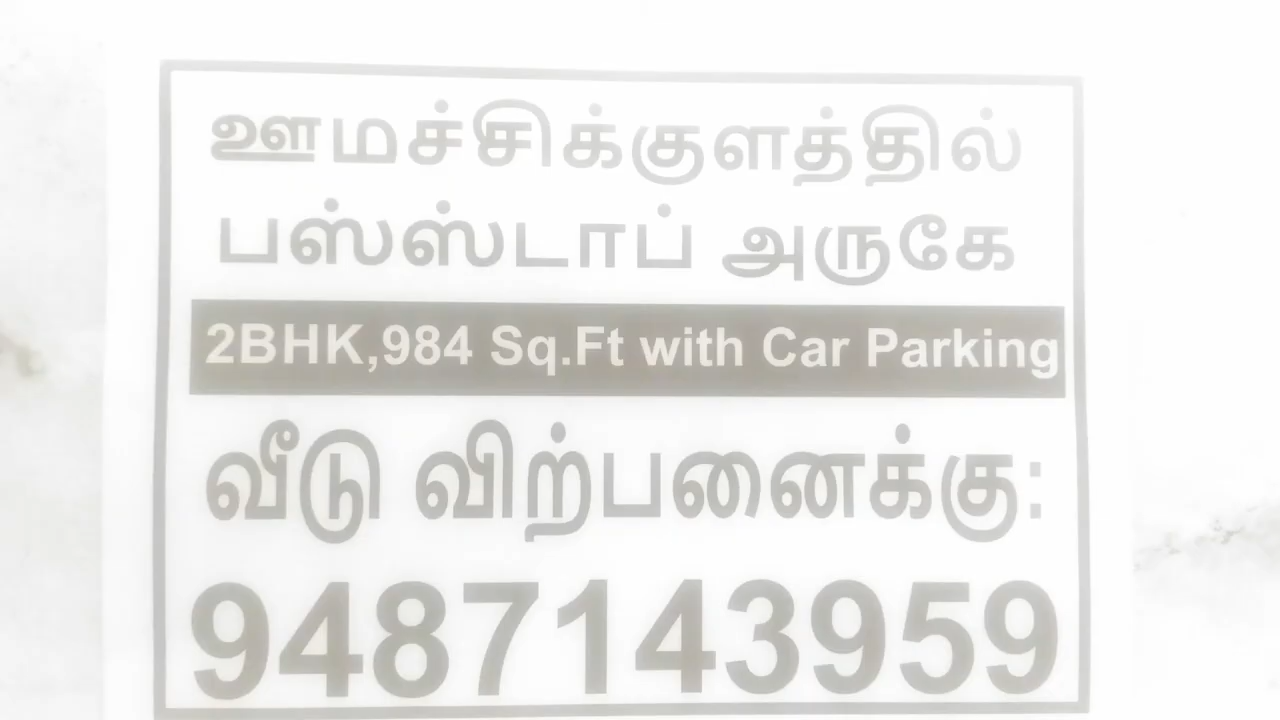 ஊமச்சிக்குளத்தில்
பஸ்ஸ்டாப் அருகே
2BHK,984 Sq.Ft with Car Parking
வீடு விற்பனைக்கு:
9487143959